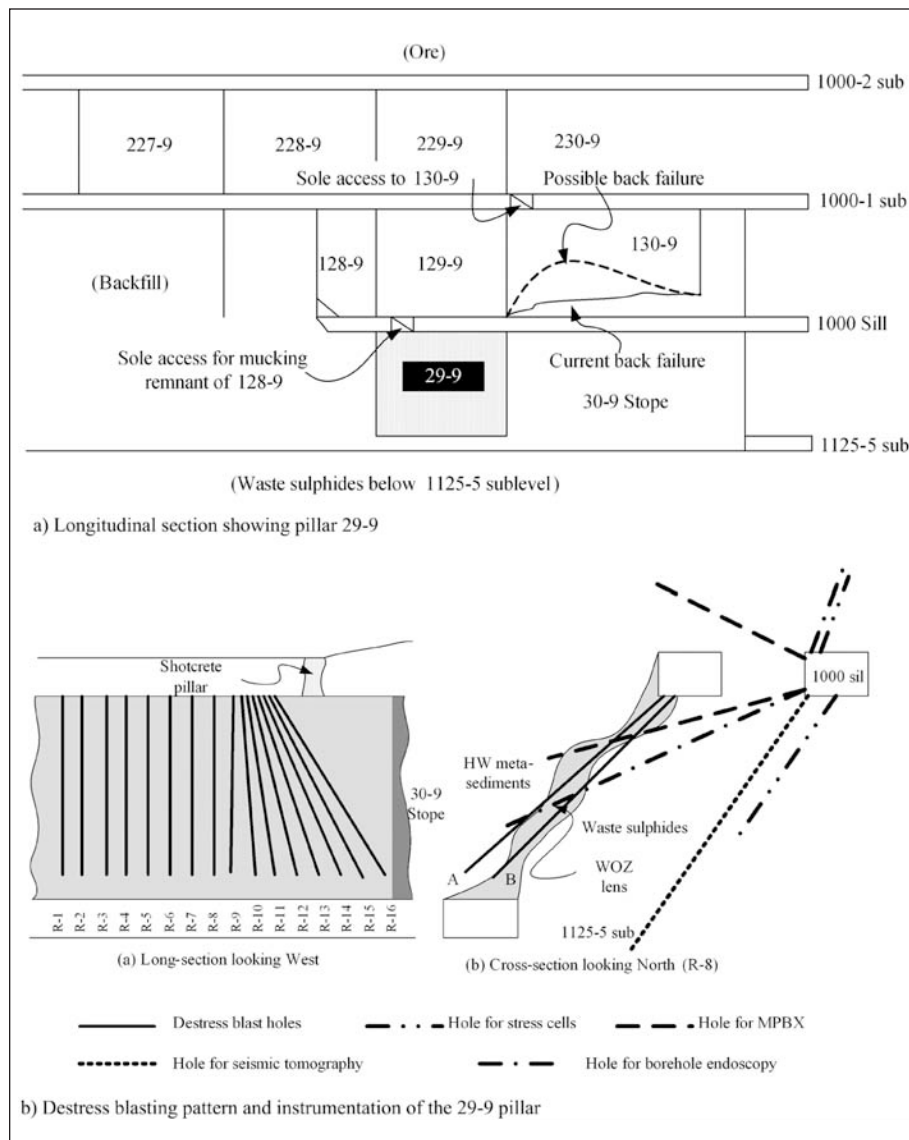 (Ore)
1000-2 sub
227-9
228-9
229-9
230-9
Sole access to 130-9
Possible back failure
1000-1 sub
(Backfill)
128-9
129-9
130-9
1000 Sill
Sole access for mucking
remnant of 128-9
29-9
Current back failure
30-9 Stope
1125-5 sub
(Waste sulphides below 1125-5 sublevel)
a) Longitudinal section showing pillar 29-9
Shotcrete
pillar
30-9
Stope
R-1
R-2
R-3
R-4
R-5
R-6
R-7
R-8
R-9
R-10
R-11
R-12
R-13
R-14
R-15
R-16
(a) Long-section looking West
1000 sil
HW meta-
sediments
Waste sulphides
A
B
WOZ
lens
1125-5 sub
(b) Cross-section looking North (R-8)
Destress blast holes
Hole for stress cells
Hole for MPBX
Hole for seismic tomography
Hole for borehole endoscopy
b) Destress blasting pattern and instrumentation of the 29-9 pillar